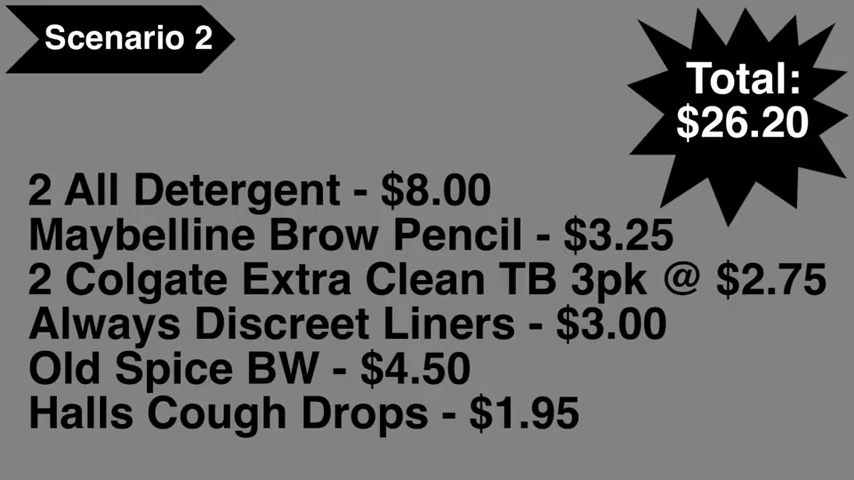 Scenario 2
Total:
$26.20
2 All Detergent - $8.00
Maybelline Brow Pencil - $3.25
2 Colgate Extra Clean TB 3pk @ $2.75
Always Discreet Liners - $3.00
Old Spice BW - $4.50
Halls Cough Drops - $1.95